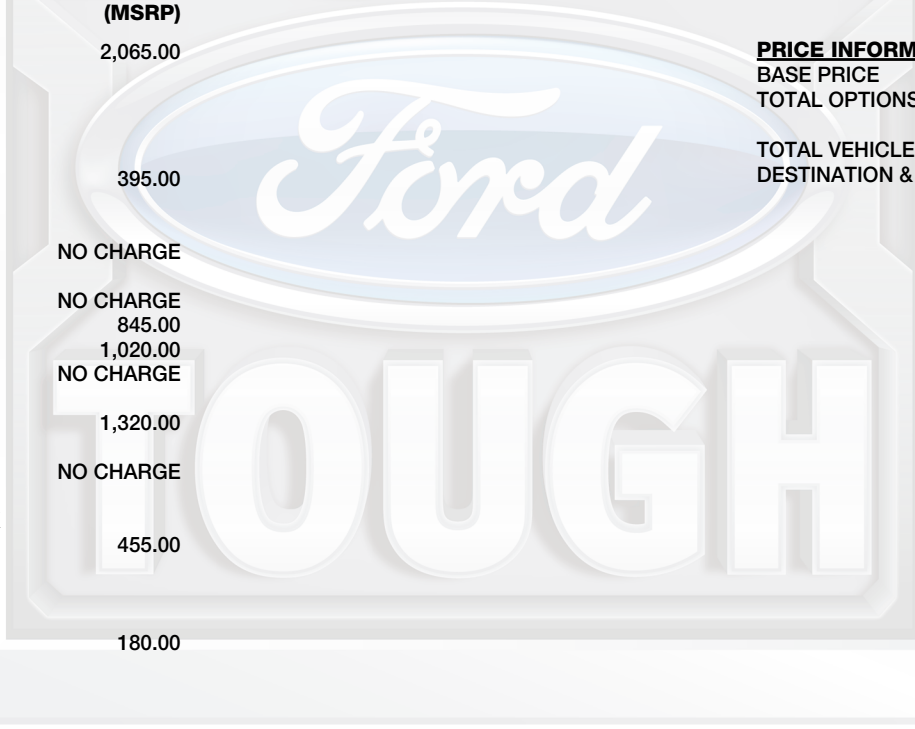 (MSRP)
2,065.00
395.00
NO CHARGE
NO CHARGE
845.00
1,020.00
NO CHARGE
1,320.00
NO CHARGE
455.00
180.00
PRICE INFORM
BASE PRICE
TOTAL OPTIONS
TOTAL VEHICLE
DESTINATION &
Ford
TOUGH